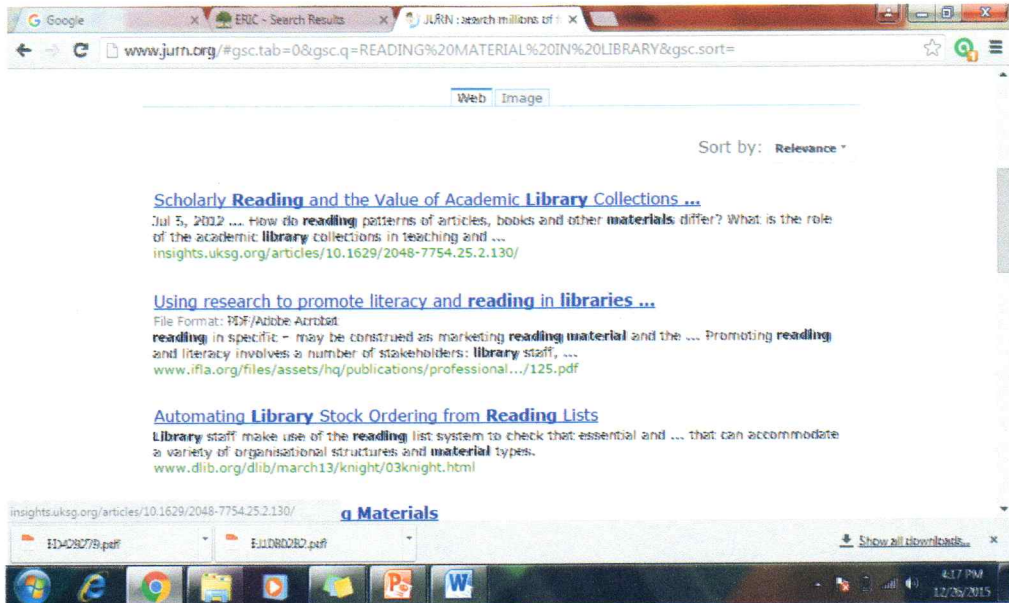 Google
ERIC - Search Results
JURN : search millions of
www.jurn.org/#gsc.tab=0&gsc.q=READING%20MATERIAL%20IN%20LIBRARY&gsc.sort=
Web Image
Sort by: Relevance
Scholarly Reading and the Value of Academic Library Collections ...
Jul 5, 2012 .... How do reading patterns of articles, books and other materials differ? What is the role
of the academic library collections in teaching and ...
insights.uksg.org/articles/10.1629/2048-7754.25.2.130/
Using research to promote literacy and reading in libraries ...
File Format: PDF/Adobe Acrobat
reading in specific – may be construed as marketing reading material and the ... Promoting reading
and literacy involves a number of stakeholders: library staff, ...
www.ifla.org/files/assets/hq/publications/professional.../125.pdf
Automating Library Stock Ordering from Reading Lists
Library staff make use of the reading list system to check that essential and ... that can accommodate
a variety of organisational structures and material types.
www.dlib.org/dlib/march13/knight/03knight.html
g Materials
insights.uksg.org/articles/10.1629/2048-7754.25.2.130/
Show all downloads...
4:17 PM
12/26/2015